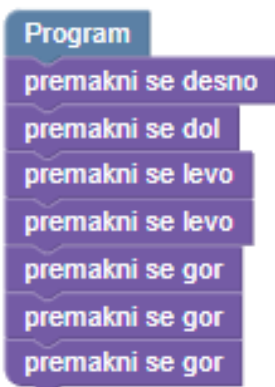 Program
premakni se desno
premakni se dol
premakni se levo
premakni se levo
premakni se gor
premakni se gor
premakni se gor